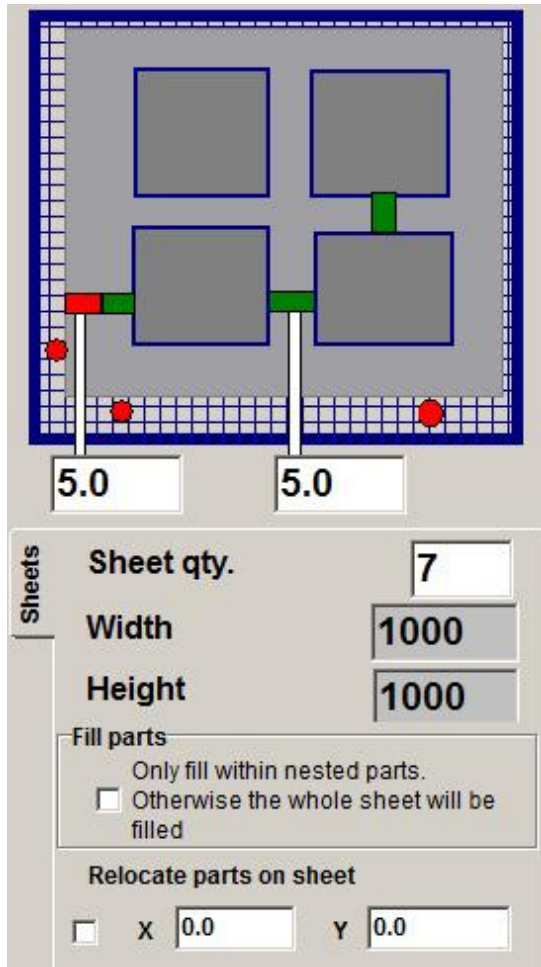 5.0 5.0
Sheets
Sheet qty. 7
Width 1000
Height 1000
Fill parts
Only fill within nested parts.
Otherwise the whole sheet will be
filled
Relocate parts on sheet
X 0.0 Y 0.0